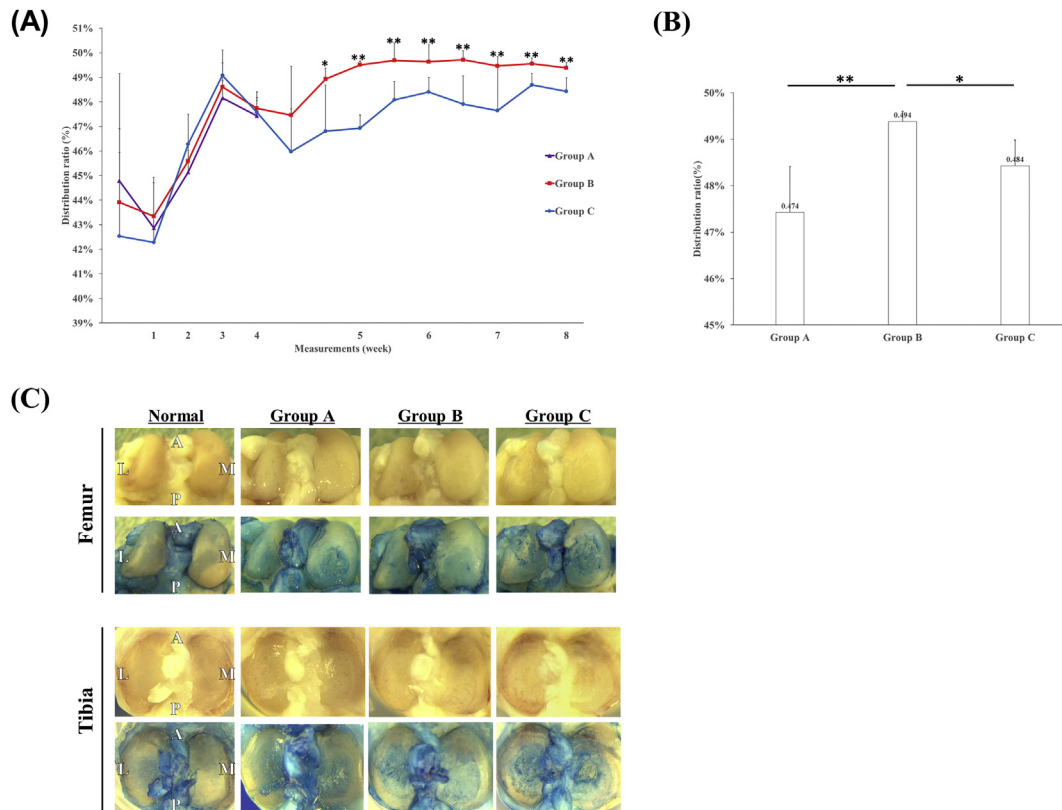 (A)
51%
50%
49%
48%
47%
46%
45%
44%
43%
42%
41%
40%
39%
Distribution ratio (%)
* ** ** ** ** ** ** **
Group A
Group B
Group C
1 2 3 4 5 6 7 8
Measurements (week)
(B)
** *
50%
49%
48%
47%
46%
45%
Distribution ratio(%)
0.474 0.494 0.484
Group A Group B Group C
(C)
Normal Group A Group B Group C
Femur
A
L M
P
A
L M
P
Tibia
A
L M
P
A
L M
P